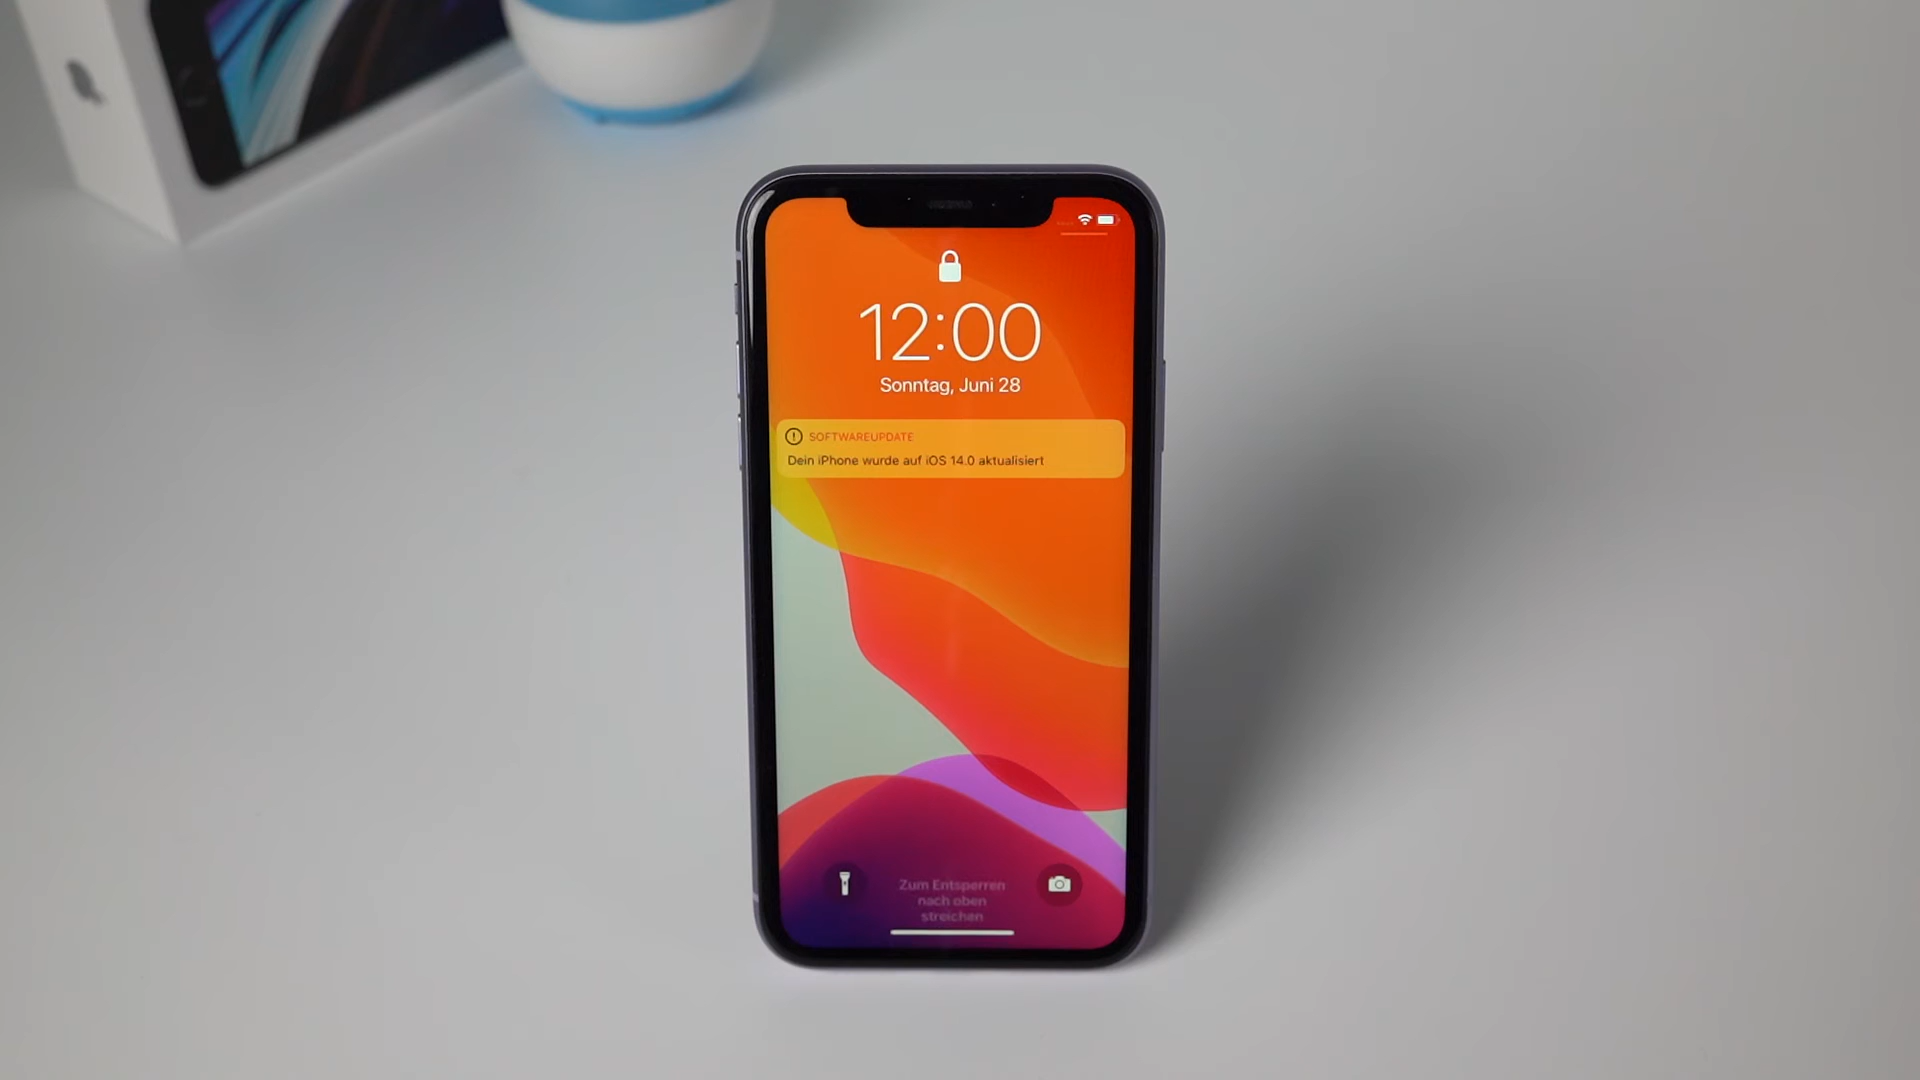 12:00
Sonntag, Juni 28
SOFTWAREUPDATE
Dein iPhone wurde auf iOS 14.0 aktualisiert
Zum Entsperren
nach oben
streichen